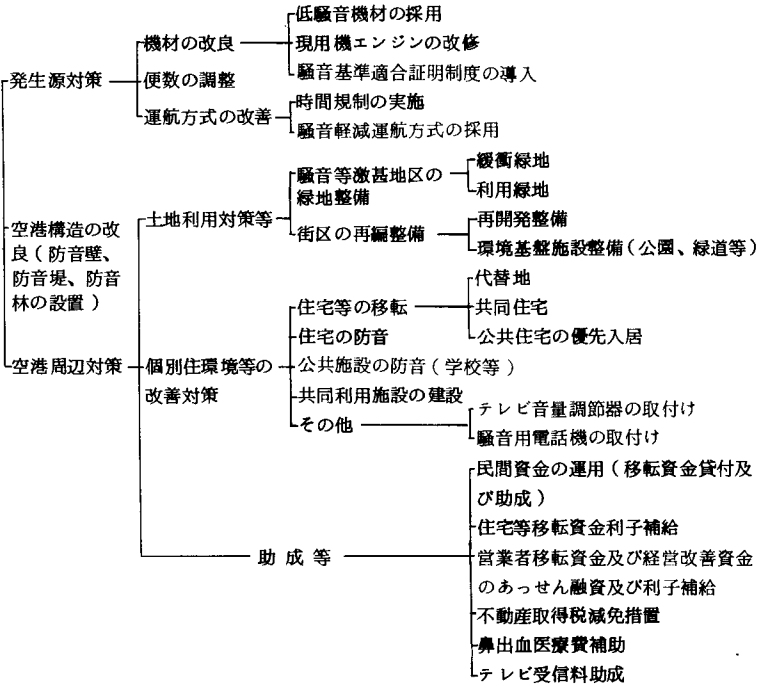 低騒音機材の採用
機材の改良
現用機エンジンの改修
騒音基準適合証明制度の導入
発生源対策
便数の調整
時間規制の実施
運航方式の改善
騒音軽減運航方式の採用
空港構造の改
良(防音壁、
防音堤、防音
林の設置)
土地利用対策等
騒音等激甚地区の
緑地整備
緩衝緑地
利用緑地
街区の再編整備
再開発整備
環境基盤施設整備(公園、緑道等)
空港周辺対策
個別住環境等の
改善対策
住宅等の移転
代替地
共同住宅
公共住宅の優先入居
住宅の防音
公共施設の防音(学校等)
共同利用施設の建設
その他
テレビ音量調節器の取付け
騒音用電話機の取付け
助成等
民間資金の運用(移転資金貸付及
び助成)
住宅等移転資金利子補給
営業者移転資金及び経営改善資金
のあっせん融資及び利子補給
不動産取得税減免措置
鼻出血医療費補助
テレビ受信料助成